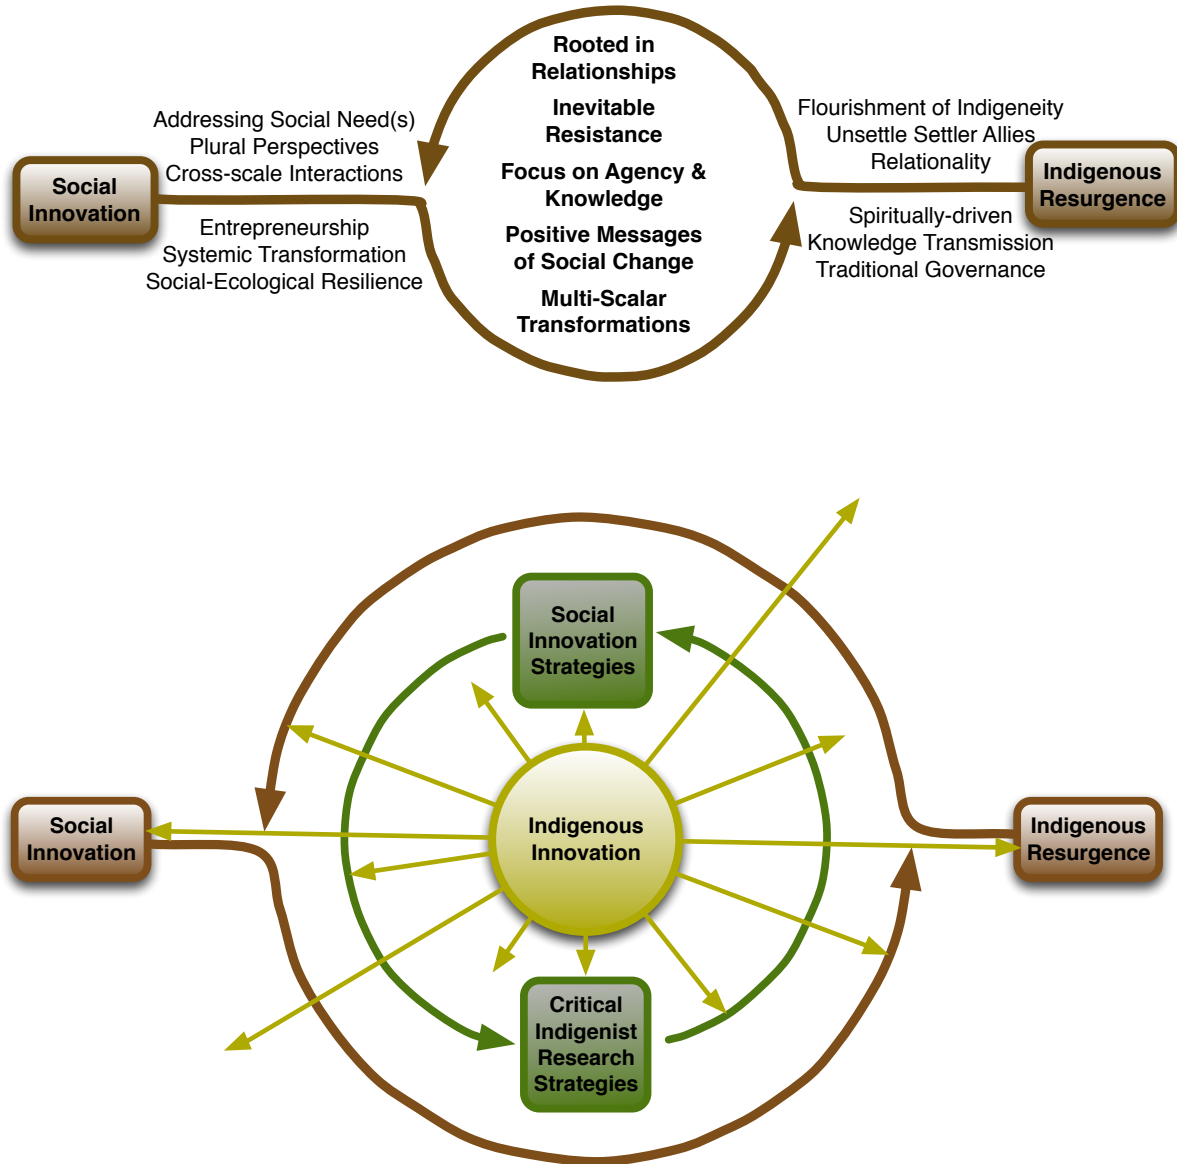 Rooted in
Relationships
Inevitable
Resistance
Focus on Agency &
Knowledge
Positive Messages
of Social Change
Multi-Scalar
Transformations
Addressing Social Need(s)
Plural Perspectives
Cross-scale Interactions
Social
Innovation
Entrepreneurship
Systemic Transformation
Social-Ecological Resilience
Flourishment of Indigeneity
Unsettle Settler Allies
Relationality
Indigenous
Resurgence
Spiritually-driven
Knowledge Transmission
Traditional Governance
Social
Innovation
Strategies
Social
Innovation
Indigenous
Innovation
Indigenous
Resurgence
Critical
Indigenist
Research
Strategies